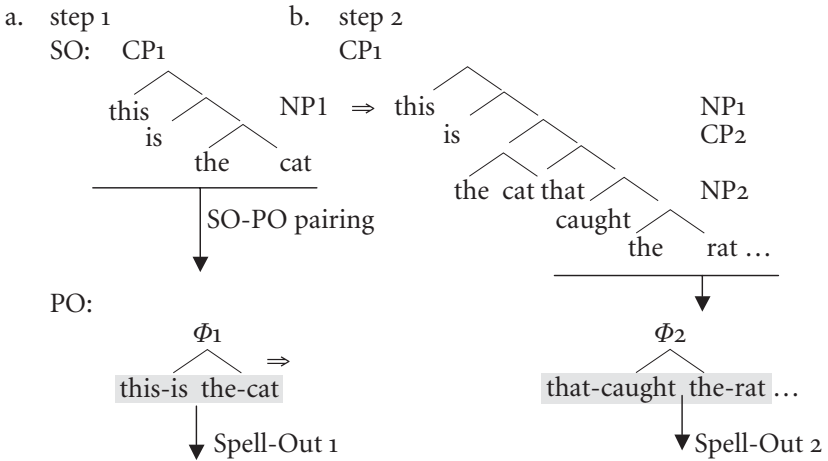 a. step 1 b. step 2
SO: CP1 CP1
this NP1 ⇒ this NP1
is is CP2
the cat
the cat that NP2
SO-PO pairing caught
the rat …
PO:
Φ1 ⇒ Φ2
this-is the-cat that-caught the-rat …
Spell-Out 1 Spell-Out 2